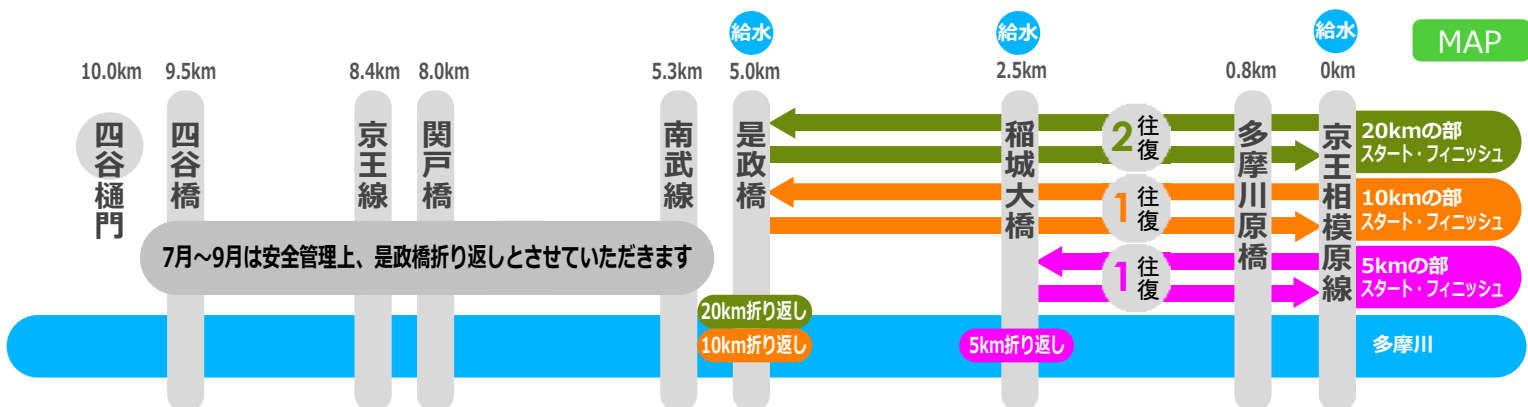 給水
給水
給水
MAP
10.0km
9.5km
8.4km
8.0km
5.3km
5.0km
2.5km
0.8km
0km
四谷樋門
四谷橋
京王線
関戸橋
南武線
是政橋
稲城大橋
多摩川原橋
京王相模原線
2往復
20kmの部
スタート・フィニッシュ
1往復
10kmの部
スタート・フィニッシュ
1往復
5kmの部
スタート・フィニッシュ
7月～9月は安全管理上、是政橋折り返しとさせていただきます
20km折り返し
10km折り返し
5km折り返し
多摩川